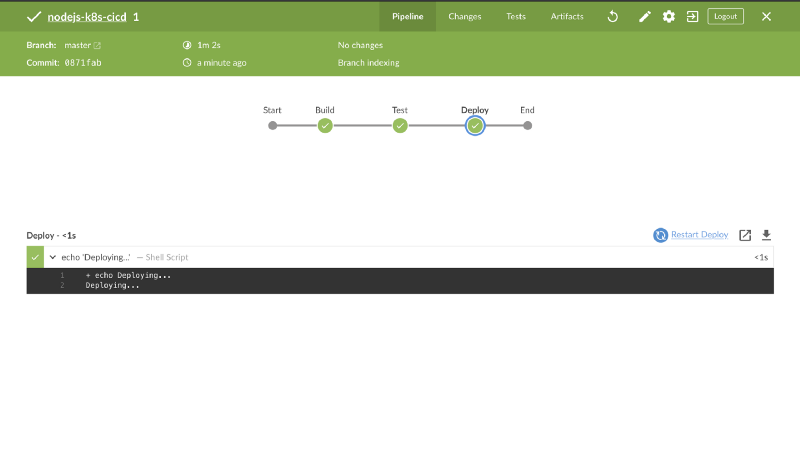 nodejs-k8s-cicd 1 Pipeline Changes Tests Artifacts Logout
Branch: master 1m 2s No changes
Commit: 0871fab a minute ago Branch indexing
Start Build Test Deploy End
Deploy - <1s Restart Deploy
echo 'Deploying...' — Shell Script <1s
1 + echo Deploying...
2 Deploying...